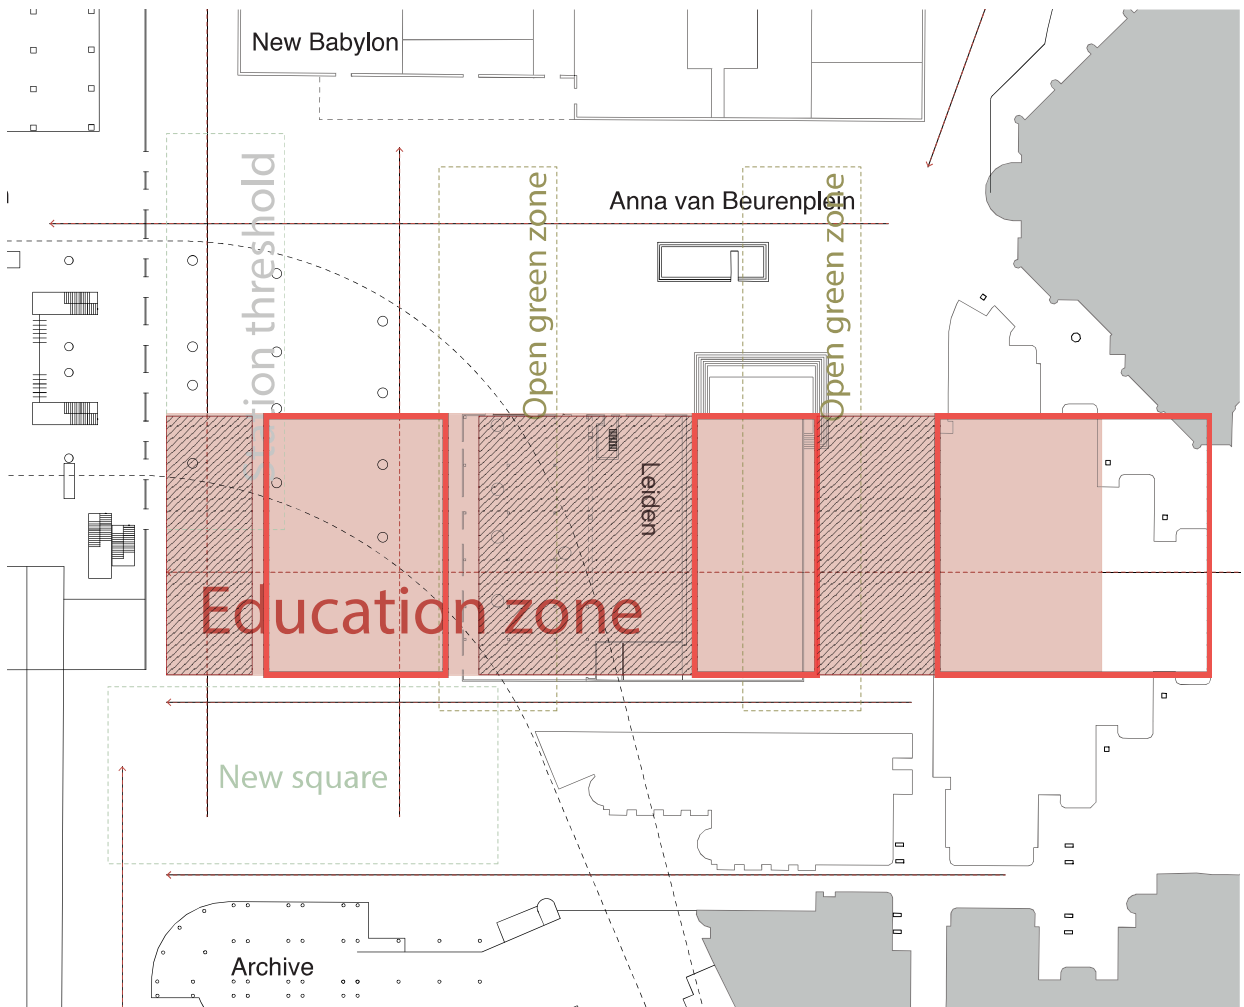 New Babylon
Station threshold
Open green zone
Anna van Beurenplein
Open green zone
Leiden
Education zone
New square
Archive